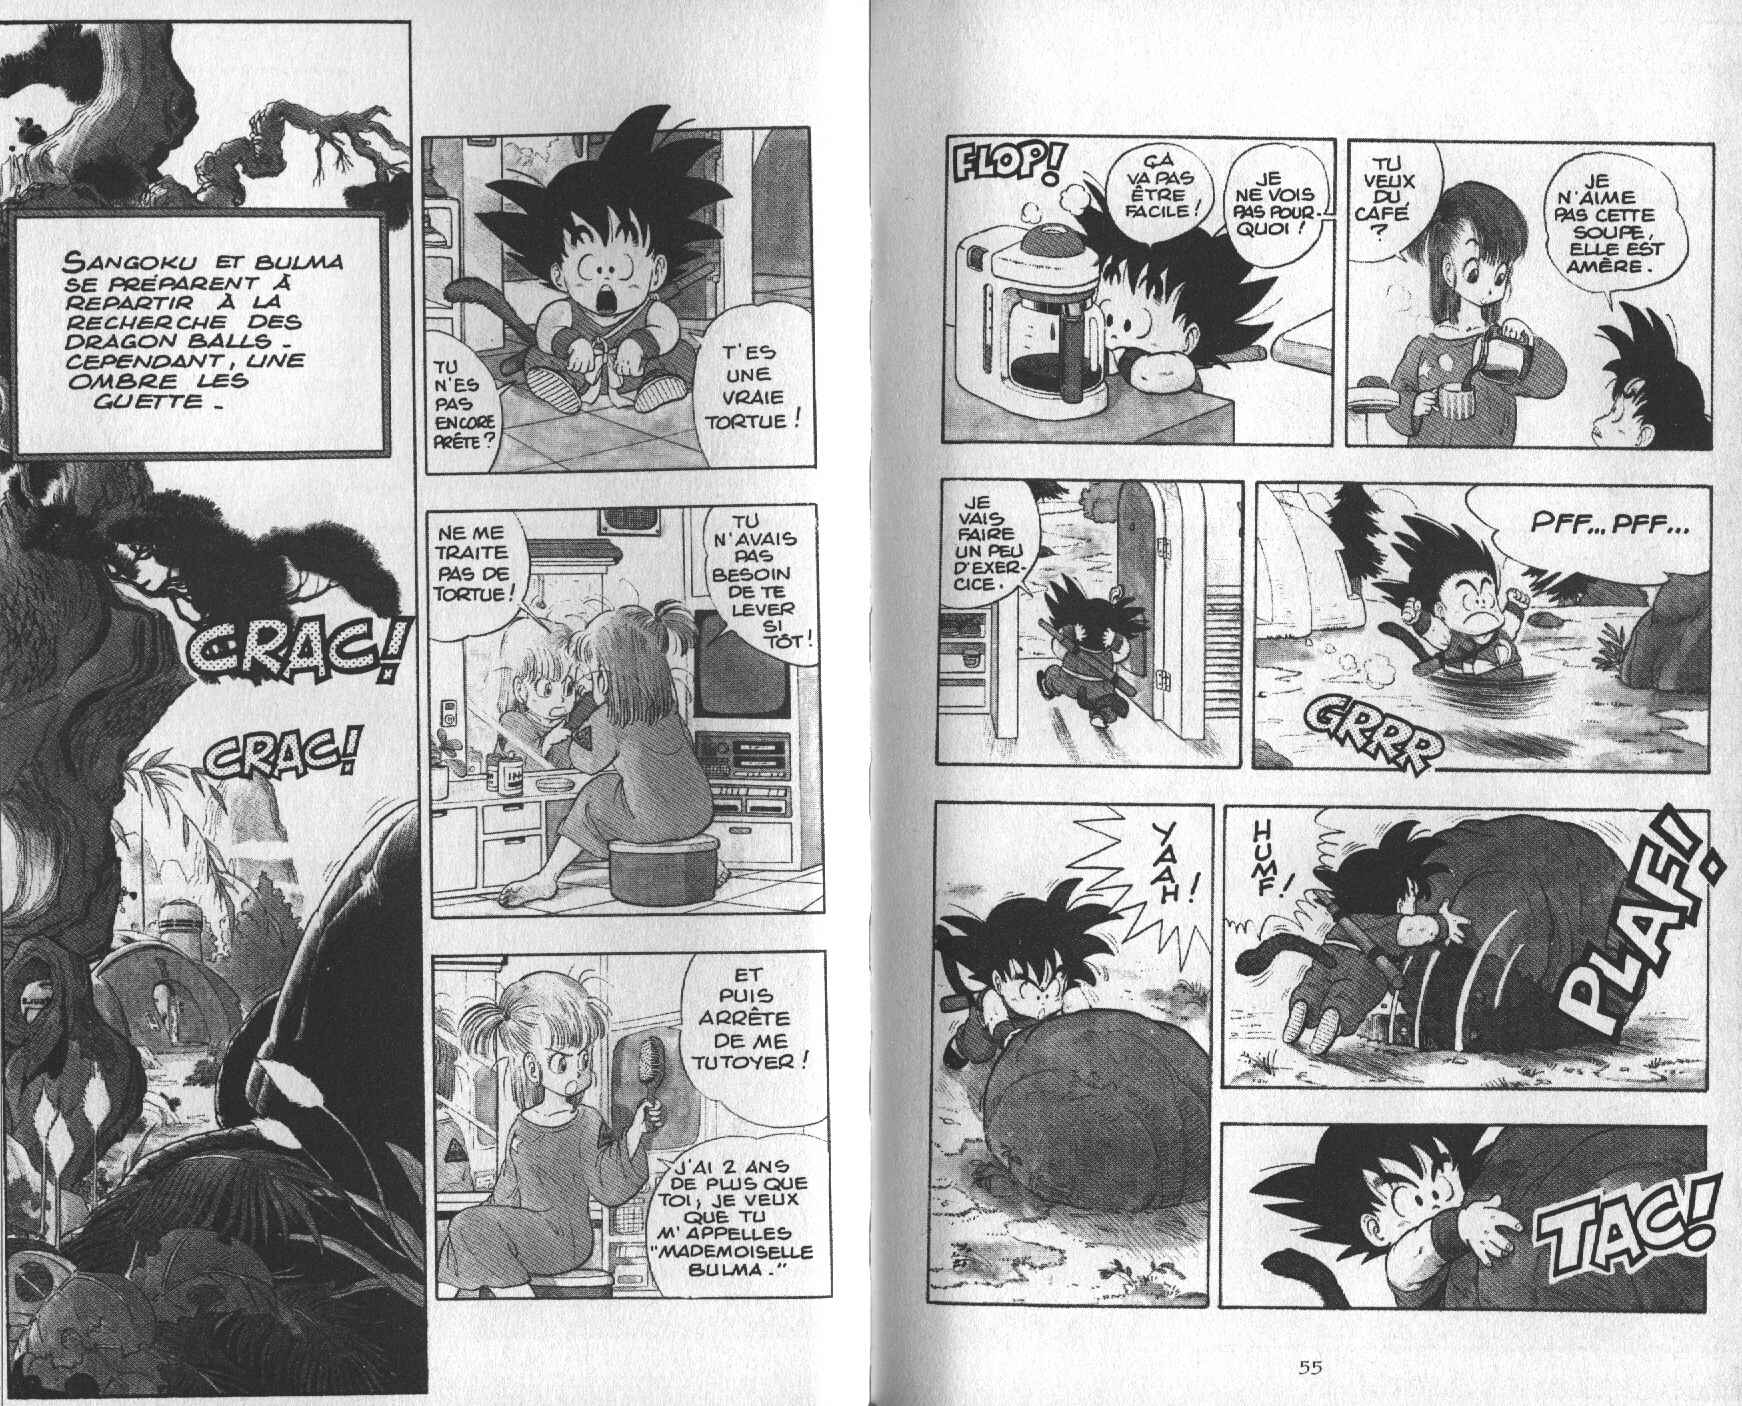 SANGOKU ET BULMA
SE PRÉPARENT À
REPARTIR À LA
RECHERCHE DES
DRAGON BALLS.
CEPENDANT, UNE
OMBRE LES
GUETTE.
CRAC!
CRAC!
TU
N'ES
PAS
ENCORE
PRÊTE?
T'ES
UNE
VRAIE
TORTUE!
NE ME
TRAITE
PAS DE
TORTUE!
TU
N'AVAIS
PAS
BESOIN
DE TE
LEVER
SI
TÔT!
ET
PUIS
ARRÊTE
DE ME
TUTOYER!
J'AI 2 ANS
DE PLUS QUE
TOI, JE VEUX
QUE TU
M'APPELLES
"MADEMOISELLE
BULMA."
FLOP!
ÇA
VA PAS
ÊTRE
FACILE!
JE
NE VOIS
PAS POUR-
QUOI!
TU
VEUX
DU
CAFÉ
?
JE
N'AIME
PAS CETTE
SOUPE,
ELLE EST
AMÈRE.
JE
VAIS
FAIRE
UN PEU
D'EXER-
CICE.
PFF... PFF...
GRRR
YAAH!
HUMF!
PLAF!
TAC!
55